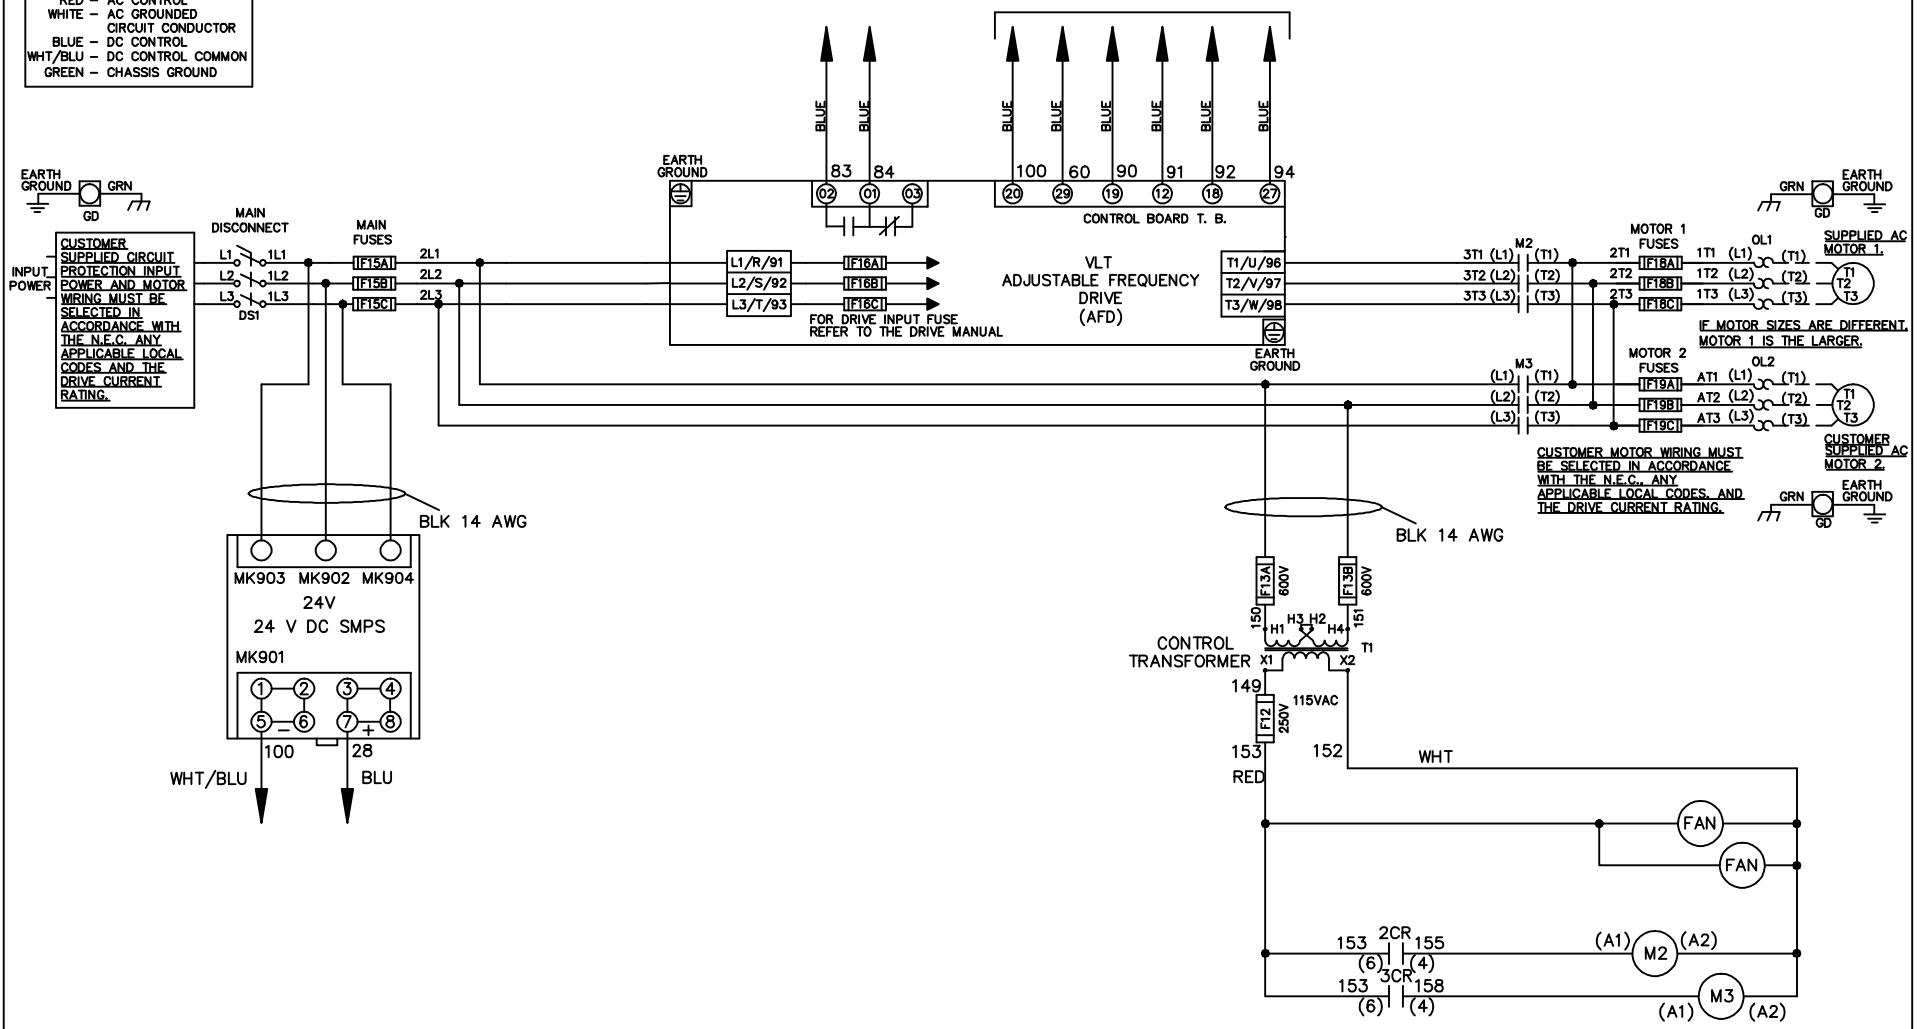 RED – AC CONTROL
WHITE – AC GROUNDED
CIRCUIT CONDUCTOR
BLUE – DC CONTROL
WHT/BLU – DC CONTROL COMMON
GREEN – CHASSIS GROUND
BLUE
BLUE
BLUE
BLUE
BLUE
BLUE
BLUE
BLUE
EARTH
GROUND
83 84
100 60 90 91 92 94
02 01 03
20 29 19 12 18 27
CONTROL BOARD T. B.
EARTH
GROUND
GRN
GD
MAIN
DISCONNECT
MAIN
FUSES
INPUT
POWER
CUSTOMER
SUPPLIED CIRCUIT
PROTECTION INPUT
POWER AND MOTOR
WIRING MUST BE
SELECTED IN
ACCORDANCE WITH
THE N.E.C. ANY
APPLICABLE LOCAL
CODES AND THE
DRIVE CURRENT
RATING.
L1 1L1 F15A 2L1
L2 1L2 F15B 2L2
L3 1L3 F15C 2L3
DS1
L1/R/91 F16A
L2/S/92 F16B
L3/T/93 F16C
FOR DRIVE INPUT FUSE
REFER TO THE DRIVE MANUAL
VLT
ADJUSTABLE FREQUENCY
DRIVE
(AFD)
T1/U/96
T2/V/97
T3/W/98
EARTH
GROUND
GRN
EARTH
GROUND
GD
M2
MOTOR 1
FUSES
OL1
SUPPLIED AC
MOTOR 1.
3T1 (L1) (T1) 2T1 F18A 1T1 (L1) (T1) T1
3T2 (L2) (T2) 2T2 F18B 1T2 (L2) (T2) T2
3T3 (L3) (T3) 2T3 F18C 1T3 (L3) (T3) T3
IF MOTOR SIZES ARE DIFFERENT,
MOTOR 1 IS THE LARGER.
M3
MOTOR 2
FUSES
OL2
(L1) (T1) F19A AT1 (L1) (T1) T1
(L2) (T2) F19B AT2 (L2) (T2) T2
(L3) (T3) F19C AT3 (L3) (T3) T3
CUSTOMER
SUPPLIED AC
MOTOR 2.
CUSTOMER MOTOR WIRING MUST
BE SELECTED IN ACCORDANCE
WITH THE N.E.C., ANY
APPLICABLE LOCAL CODES, AND
THE DRIVE CURRENT RATING.
GRN
EARTH
GROUND
GD
BLK 14 AWG
MK903 MK902 MK904
24V
24 V DC SMPS
MK901
1 2 3 4
5 6 7 8
– +
100 28
WHT/BLU BLU
BLK 14 AWG
F13A
600V
F13B
600V
150 151
H1 H3 H2 H4
T1
CONTROL
TRANSFORMER
X1 X2
149
115VAC
F12
250V
153 152
RED
WHT
FAN
FAN
2CR
153 155
(6) (4)
(A1) M2 (A2)
3CR
153 158
(6) (4)
(A1) M3 (A2)